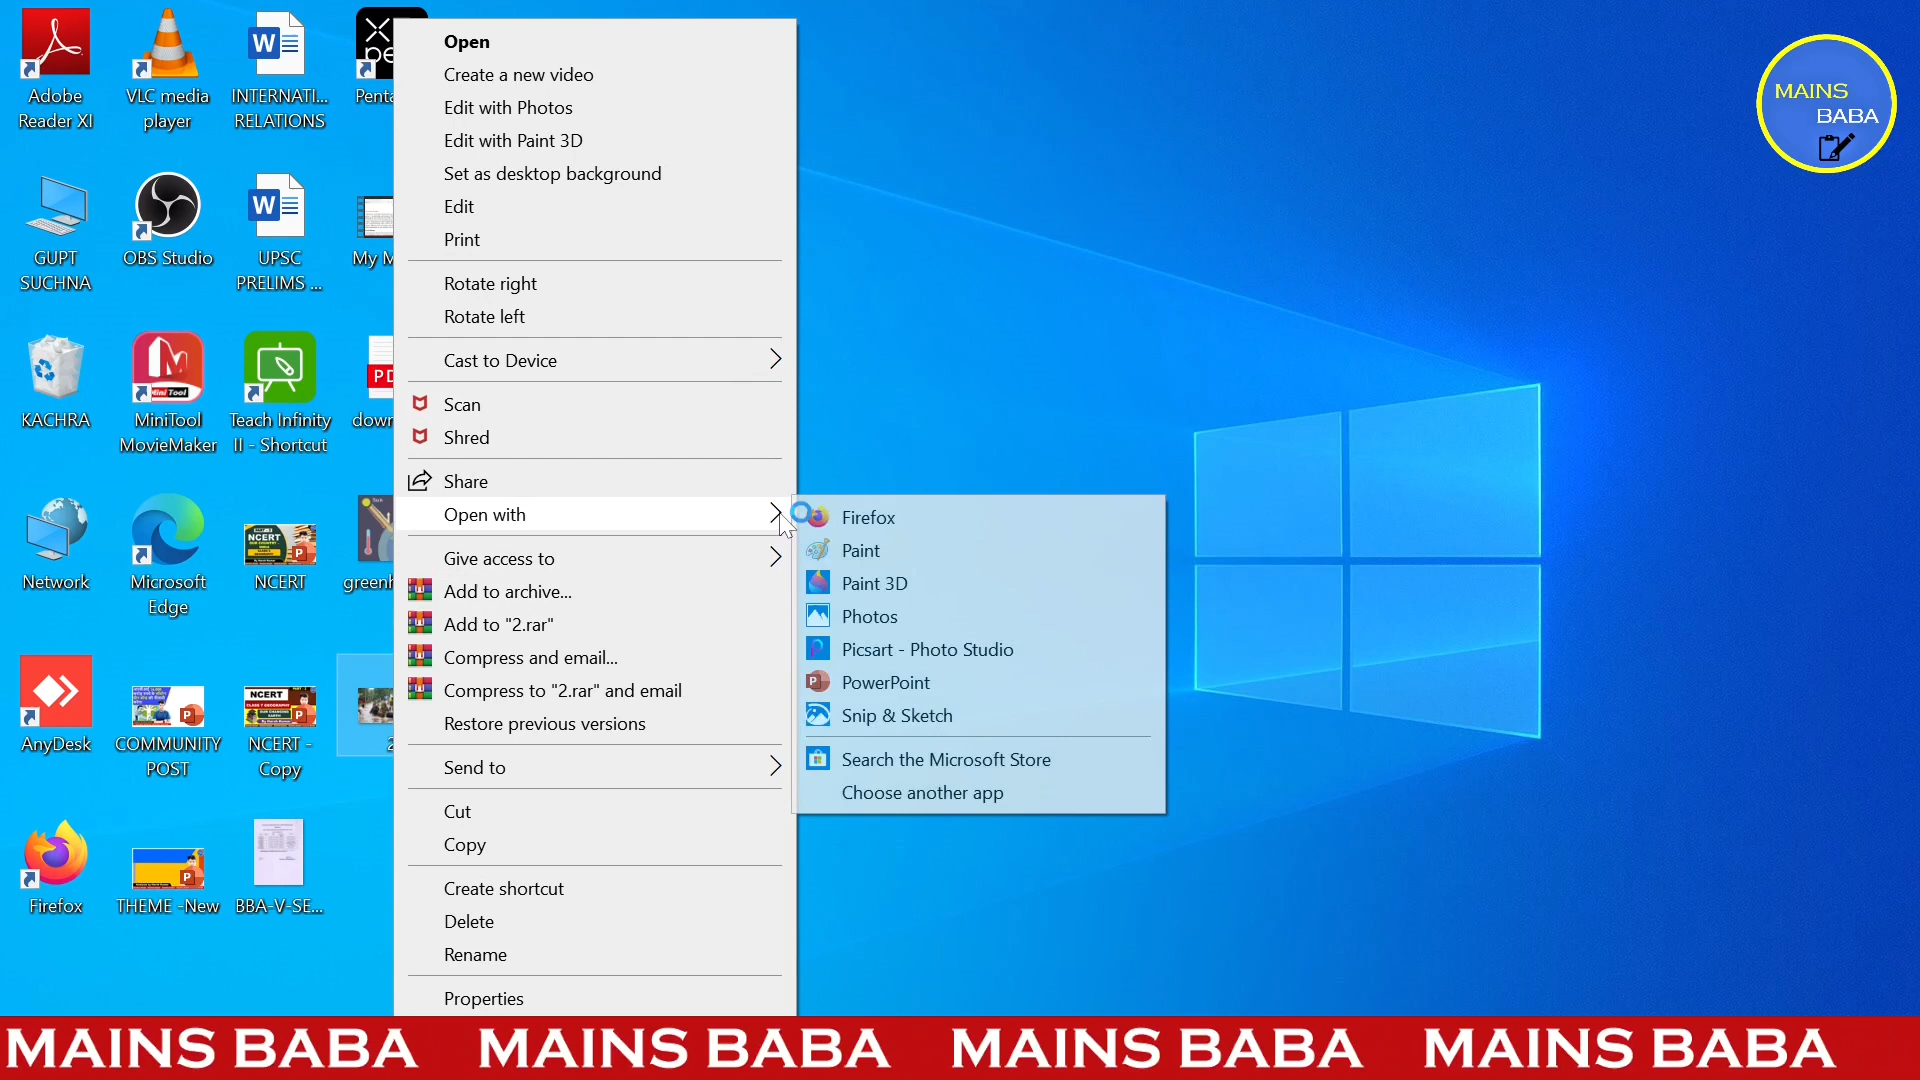 Adobe
Reader XI
VLC media
player
INTERNATI...
RELATIONS
GUPT
SUCHNA
OBS Studio
UPSC
PRELIMS ...
My M
KACHRA
MiniTool
MovieMaker
Teach Infinity
II - Shortcut
PD
dow
Network
Microsoft
Edge
NCERT
NCERT
greenh
AnyDesk
COMMUNITY
POST
NCERT
NCERT -
Copy
2
Firefox
THEME -New
BBA-V-SE...
Open
Create a new video
Edit with Photos
Edit with Paint 3D
Set as desktop background
Edit
Print
Rotate right
Rotate left
Cast to Device
Scan
Shred
Share
Open with
Give access to
Add to archive...
Add to "2.rar"
Compress and email...
Compress to "2.rar" and email
Restore previous versions
Send to
Cut
Copy
Create shortcut
Delete
Rename
Properties
Firefox
Paint
Paint 3D
Photos
Picsart - Photo Studio
PowerPoint
Snip & Sketch
Search the Microsoft Store
Choose another app
MAINS
BABA
MAINS BABA MAINS BABA MAINS BABA MAINS BABA